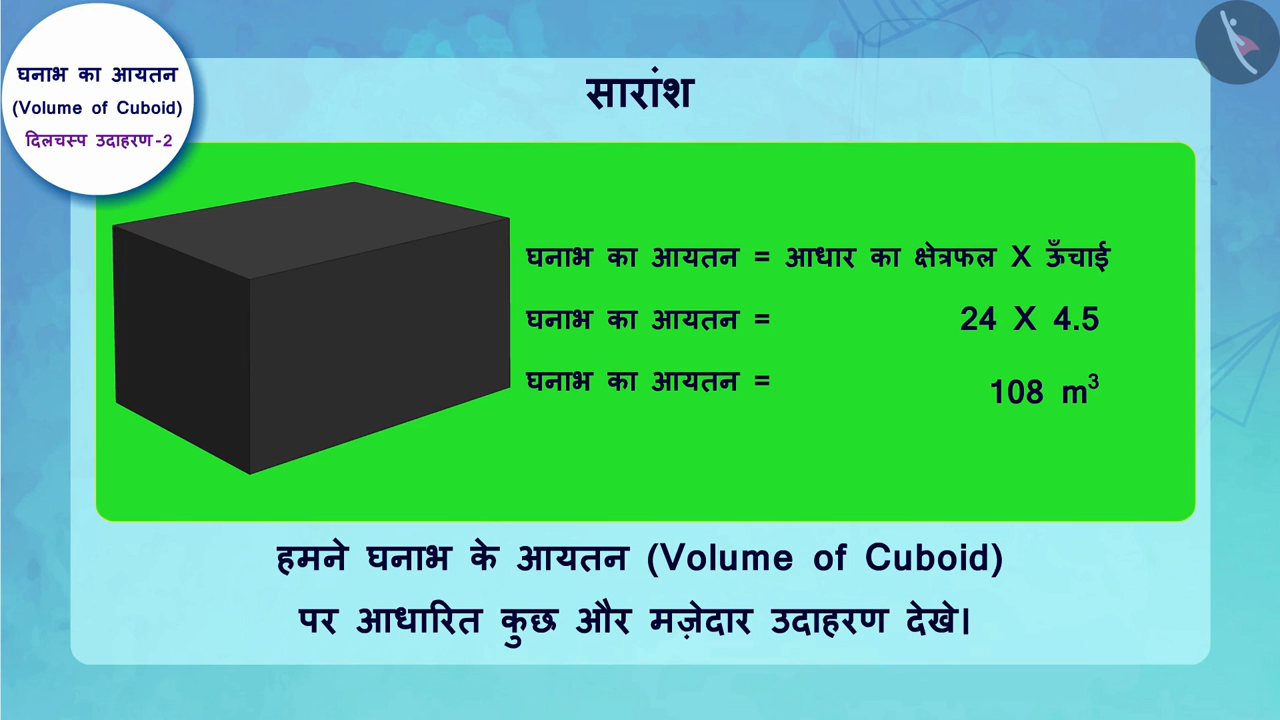 घनाभ का आयतन
(Volume of Cuboid)
दिलचस्प उदाहरण-2
सारांश
घनाभ का आयतन = आधार का क्षेत्रफल X ऊँचाई
घनाभ का आयतन = 24 X 4.5
घनाभ का आयतन = 108 m³
हमने घनाभ के आयतन (Volume of Cuboid)
पर आधारित कुछ और मज़ेदार उदाहरण देखे।